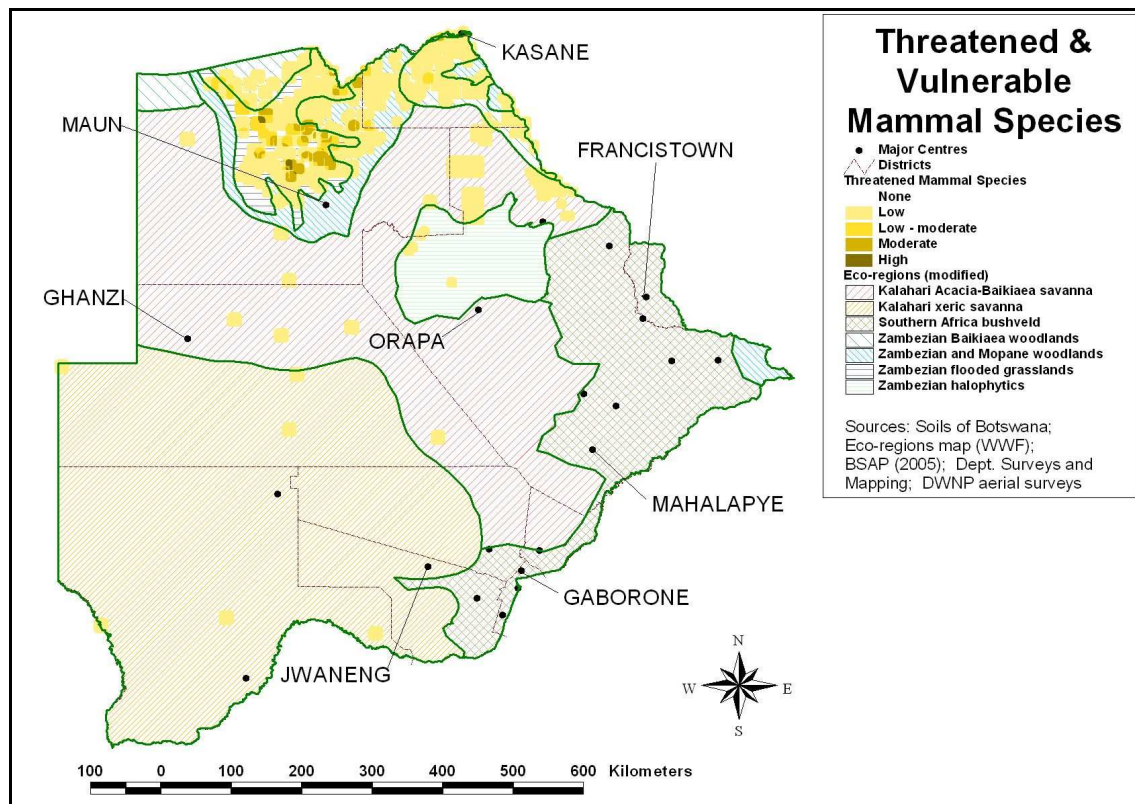 KASANE
MAUN
FRANCISTOWN
GHANZI
ORAPA
MAHALAPYE
GABORONE
JWANENG
N
W E
S
100 0 100 200 300 400 500 600 Kilometers
Threatened &
Vulnerable
Mammal Species
Major Centres
Districts
Threatened Mammal Species
None
Low
Low - moderate
Moderate
High
Eco-regions (modified)
Kalahari Acacia-Baikiaea savanna
Kalahari xeric savanna
Southern Africa bushveld
Zambezian Baikiaea woodlands
Zambezian and Mopane woodlands
Zambezian flooded grasslands
Zambezian halophytics
Sources: Soils of Botswana;
Eco-regions map (WWF);
BSAP (2005); Dept. Surveys and
Mapping; DWNP aerial surveys